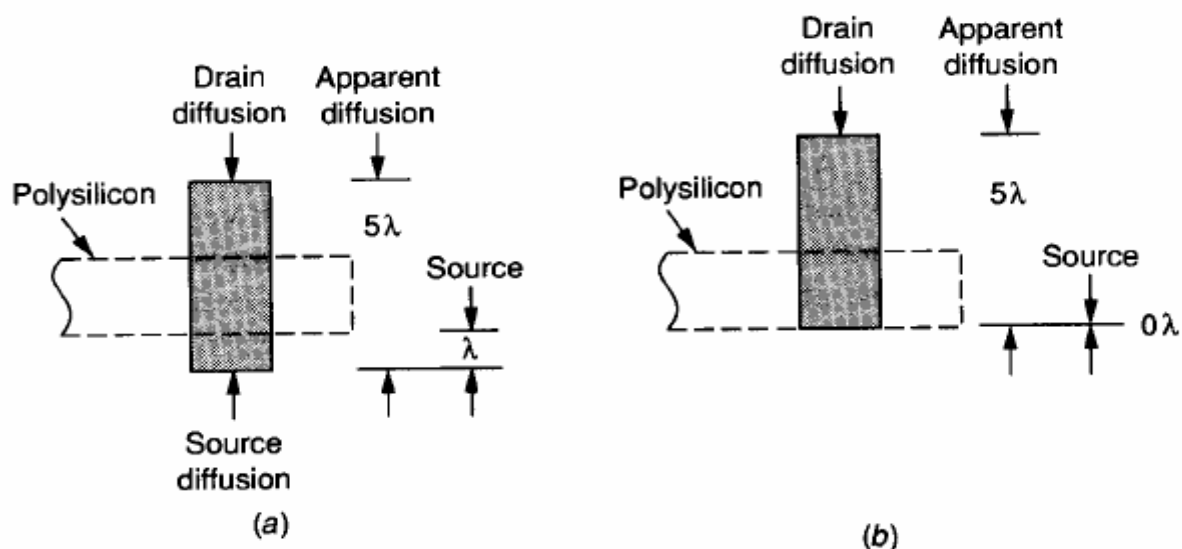 Drain
diffusion
Apparent
diffusion
Polysilicon
5λ
Source
λ
Source
diffusion
(a)
Drain
diffusion
Apparent
diffusion
Polysilicon
5λ
Source
0λ
(b)